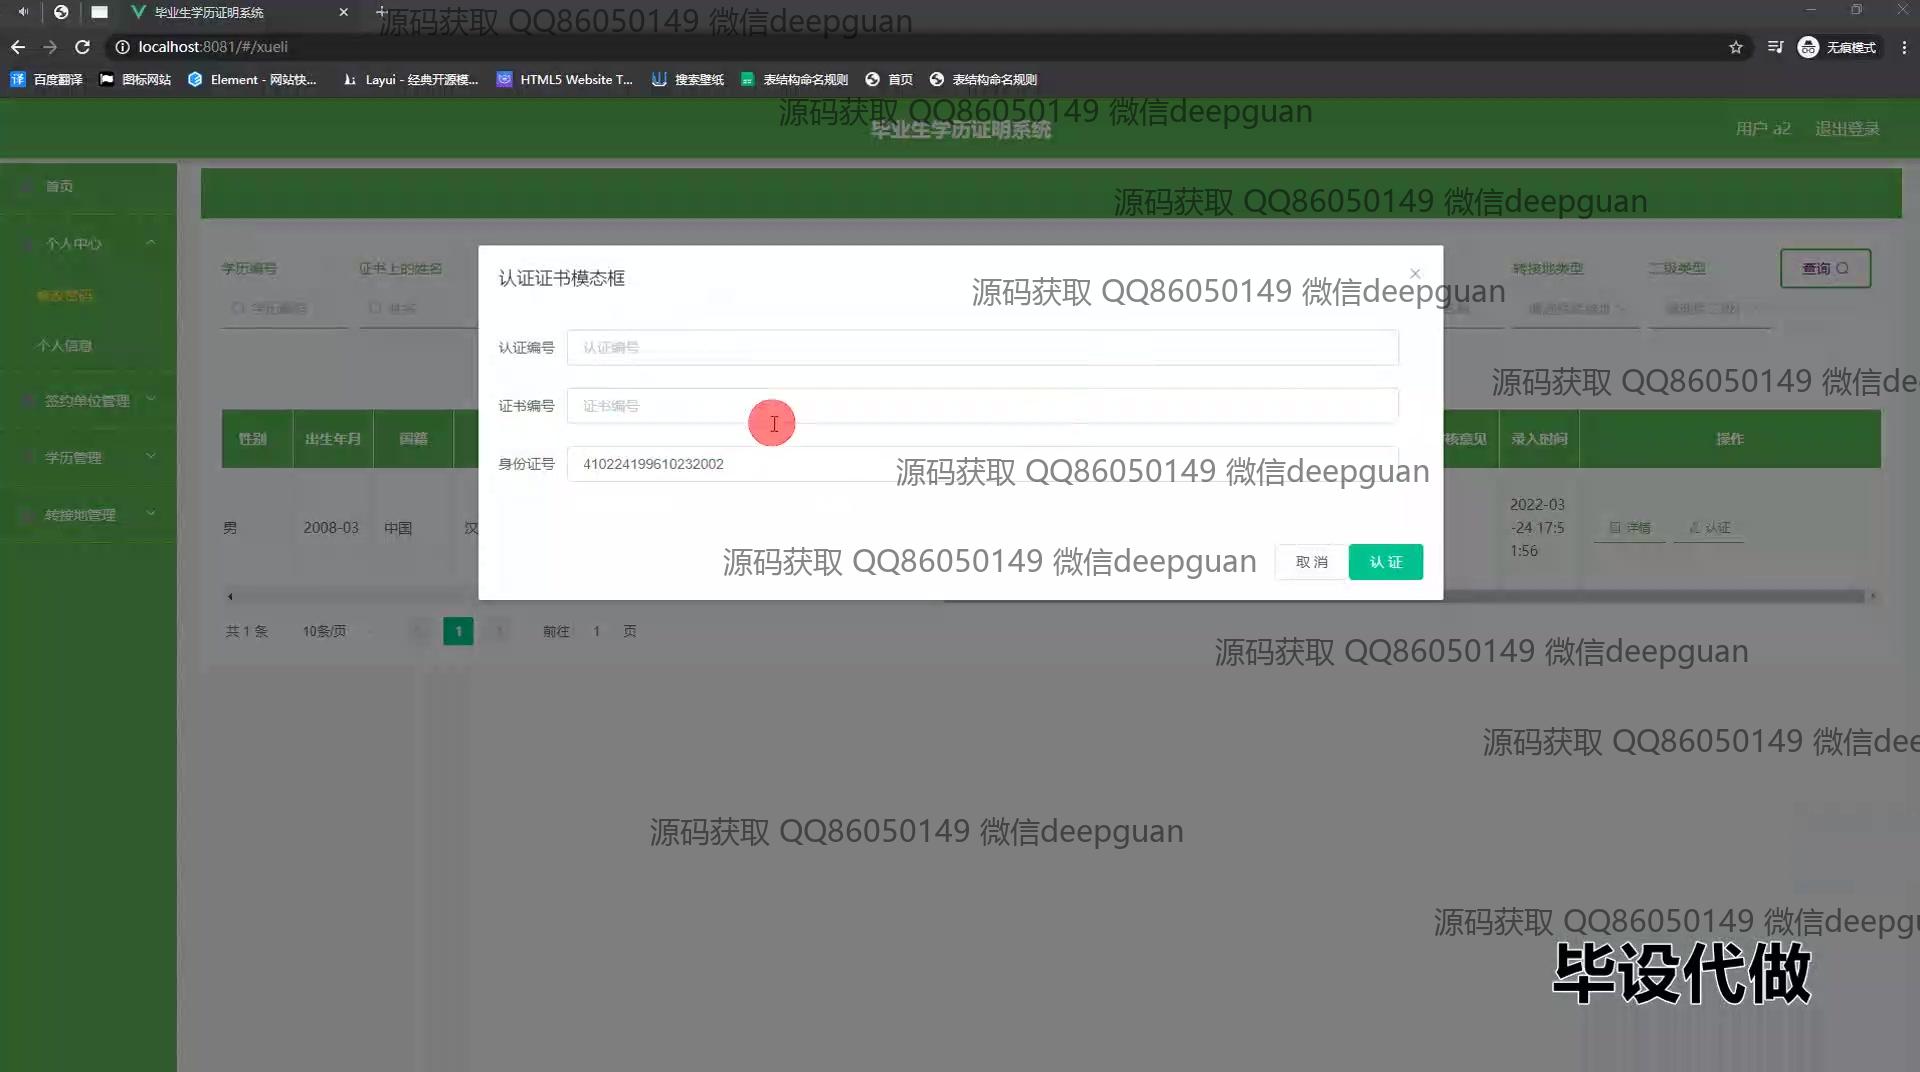 毕业生学历证明系统
源码获取 QQ86050149 微信deepguan
localhost:8081/#/xueli
无痕模式
百度翻译
图标网站
Element - 网站快...
Layui - 经典开源模...
HTML5 Website T...
搜索壁纸
表结构命名规则
首页
表结构命名规则
源码获取 QQ86050149 微信deepguan
毕业生学历证明系统
用户 a2
退出登录
首页
源码获取 QQ86050149 微信deepguan
个人中心
修改密码
个人信息
签约单位管理
学历管理
转接地管理
学历编号
证书上的姓名
转接地类型
二级类型
查询
学历编号
姓名
认证证书模态框
源码获取 QQ86050149 微信deepguan
认证编号
认证编号
源码获取 QQ86050149 微信de
证书编号
证书编号
身份证号
410224199610232002
源码获取 QQ86050149 微信deepguan
源码获取 QQ86050149 微信deepguan
取 消
认 证
性别
出生年月
国籍
核意见
录入时间
操作
男
2008-03
中国
汉
2022-03
-24 17:5
1:56
详情
认证
共 1 条
10条/页
1
前往
1
页
源码获取 QQ86050149 微信deepguan
源码获取 QQ86050149 微信dee
源码获取 QQ86050149 微信deepguan
源码获取 QQ86050149 微信deepgu
毕设代做